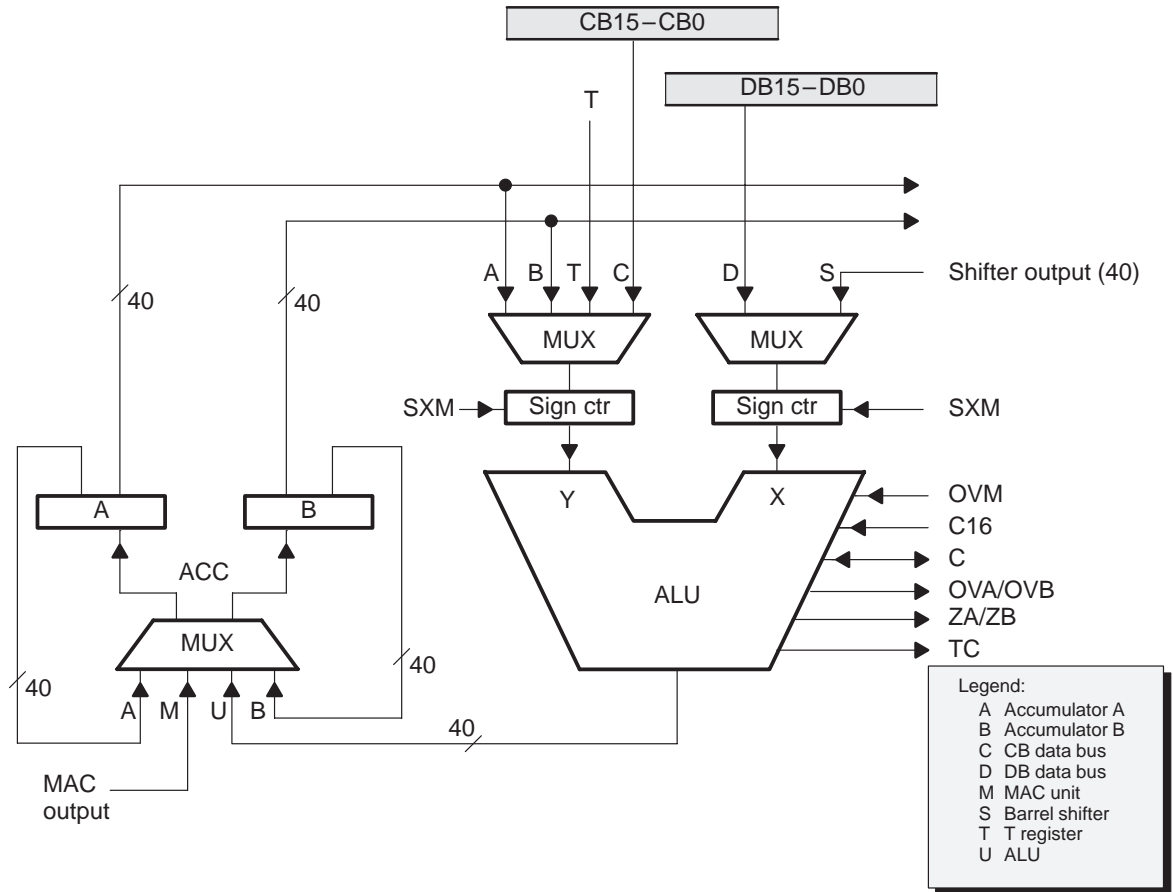 CB15–CB0
DB15–DB0
T
A B T C D S Shifter output (40)
40 40
MUX MUX
SXM Sign ctr Sign ctr SXM
Y X OVM
A B
C16
C
ACC
ALU OVA/OVB
ZA/ZB
MUX
TC
40 40
A M U B
40
MAC
output
Legend:
A Accumulator A
B Accumulator B
C CB data bus
D DB data bus
M MAC unit
S Barrel shifter
T T register
U ALU